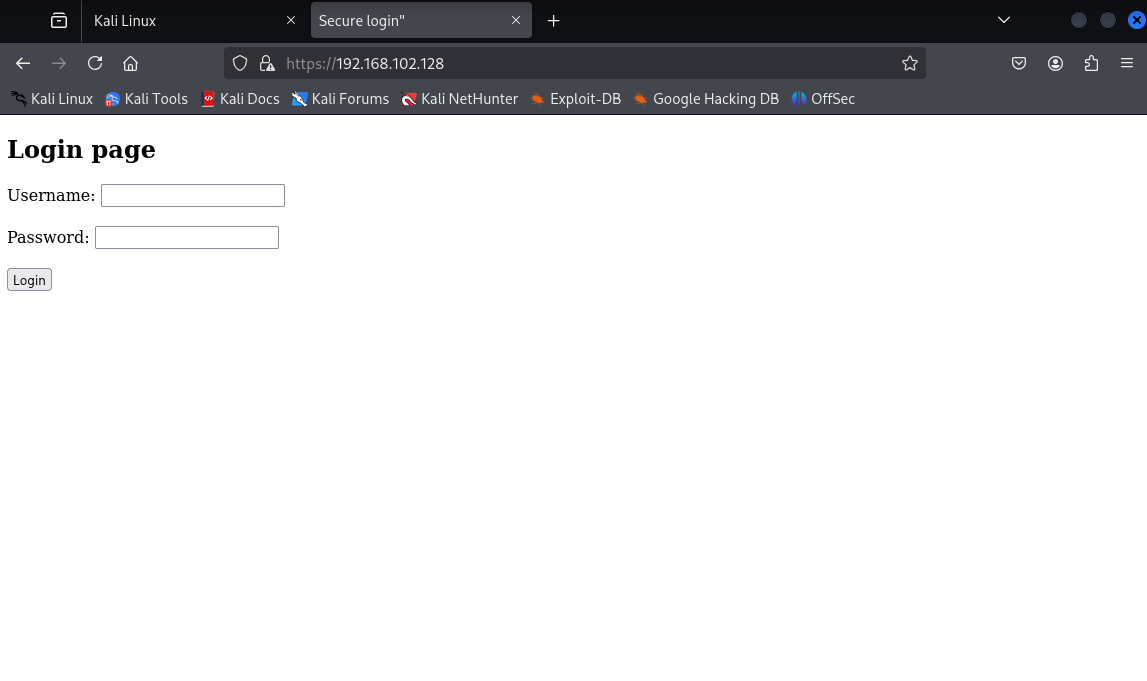 Kali Linux
Secure login"
https://192.168.102.128
Kali Linux Kali Tools Kali Docs Kali Forums Kali NetHunter Exploit-DB Google Hacking DB OffSec
Login page
Username:
Password:
Login